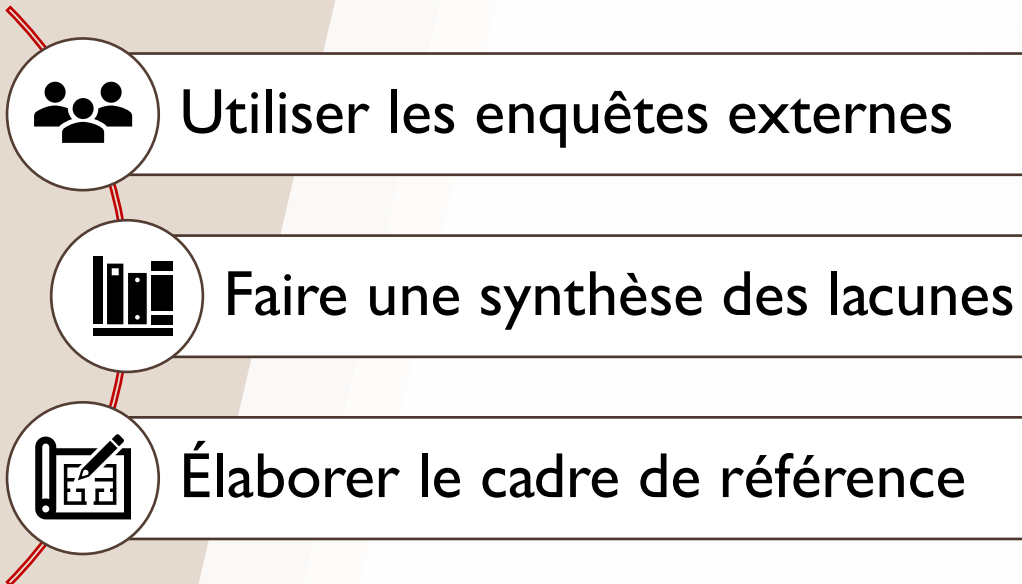 Utiliser les enquêtes externes
Faire une synthèse des lacunes
Élaborer le cadre de référence